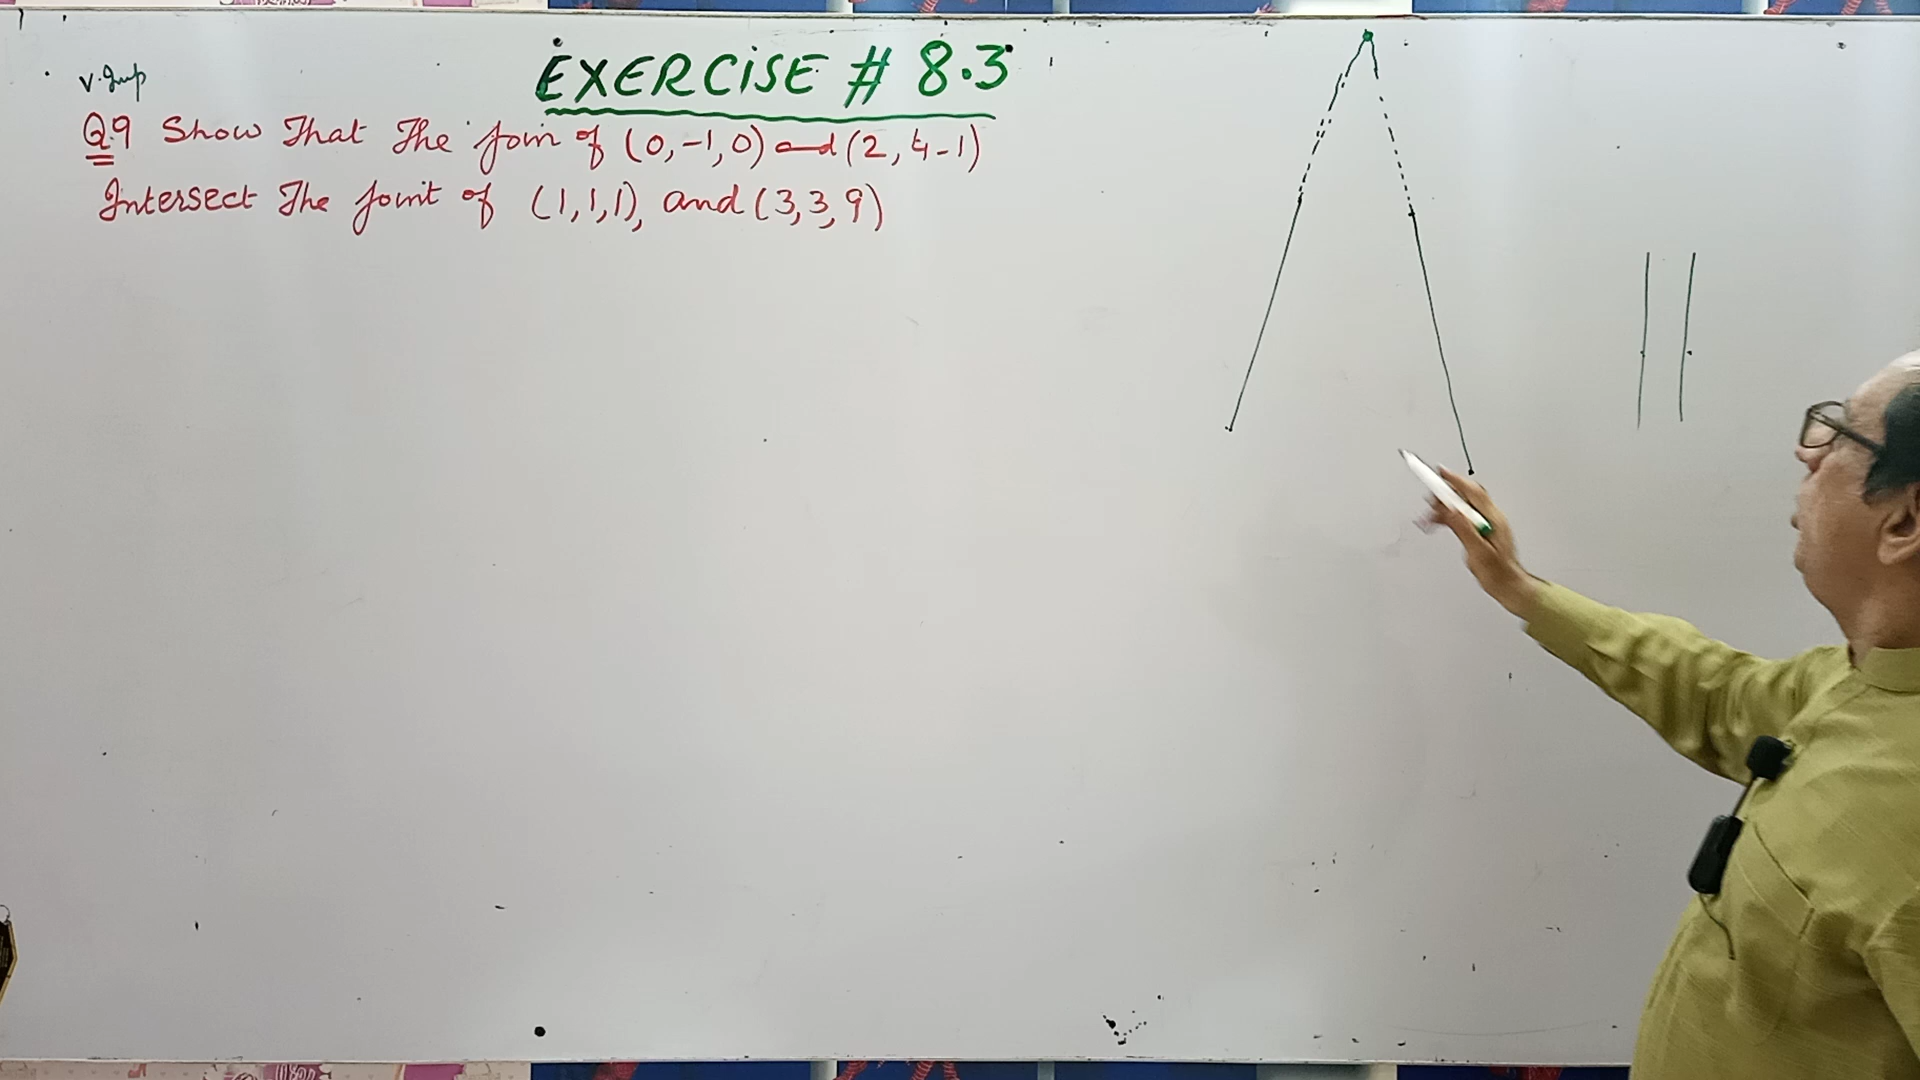 EXERCISE # 8.3
V.Imp
Q.9 Show That The join of (0,-1,0) and (2,4-1)
Intersect The joint of (1,1,1), and (3,3,9)